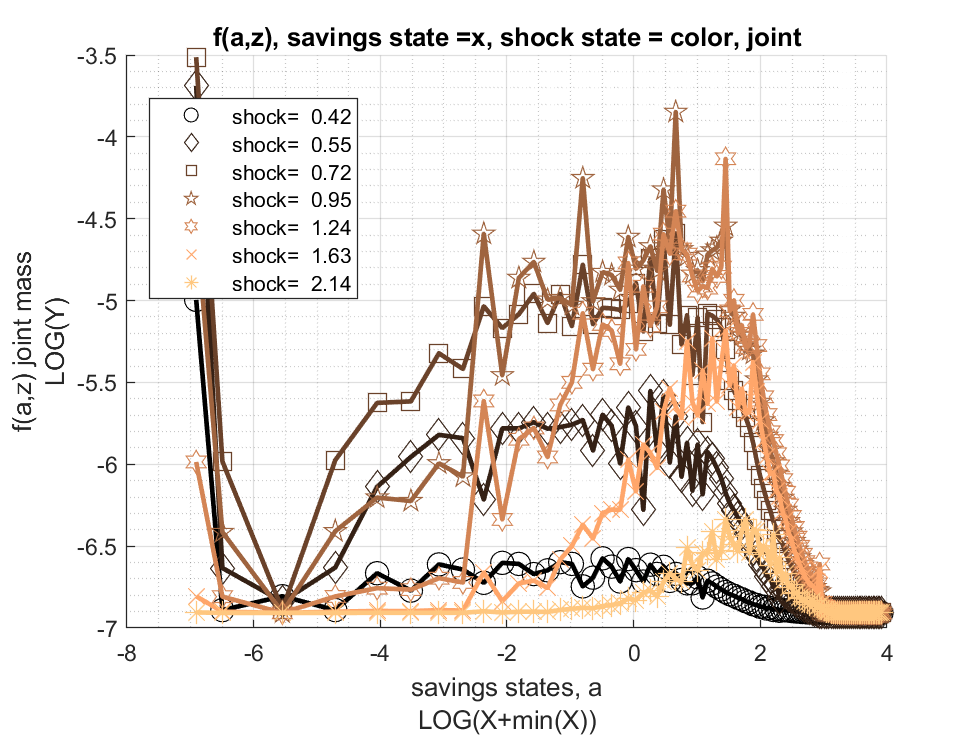 f(a,z), savings state =x, shock state = color, joint
-3.5
-4
-4.5
-5
-5.5
-6
-6.5
-7
f(a,z) joint mass
LOG(Y)
shock= 0.42
shock= 0.55
shock= 0.72
shock= 0.95
shock= 1.24
shock= 1.63
shock= 2.14
-8 -6 -4 -2 0 2 4
savings states, a
LOG(X+min(X))